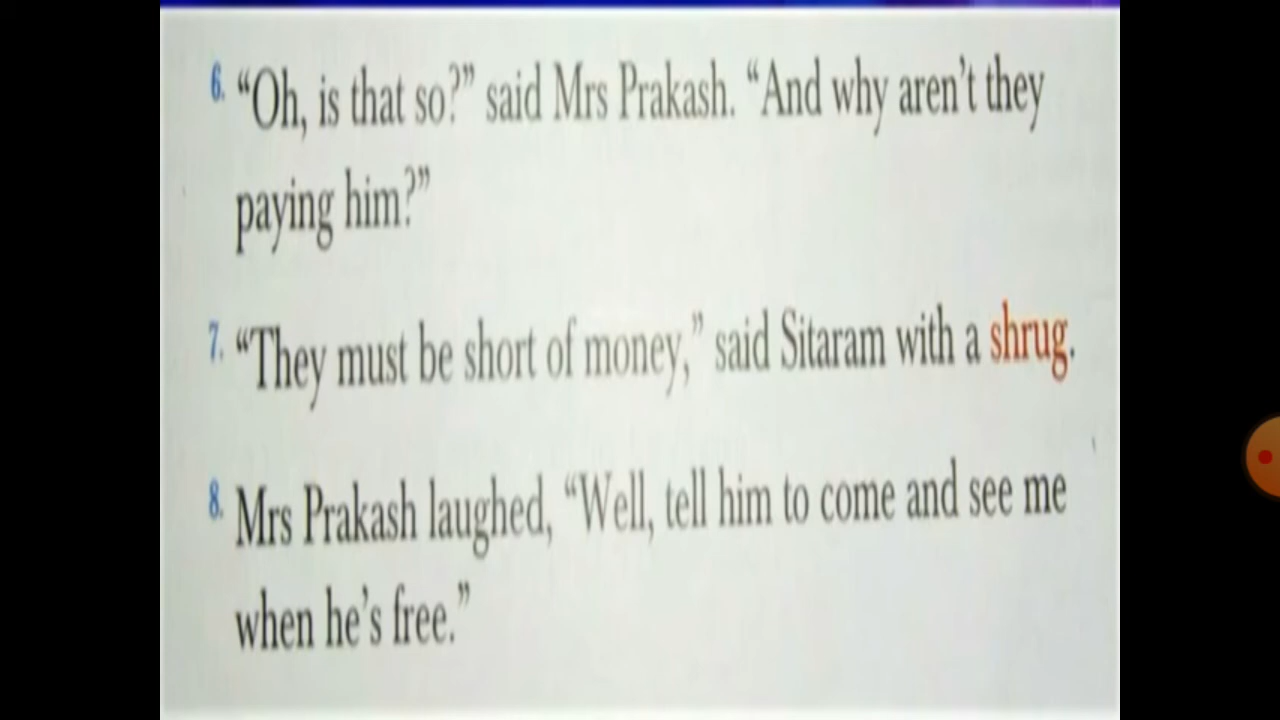 6. “Oh, is that so?” said Mrs Prakash. “And why aren’t they
paying him?”
7. “They must be short of money,” said Sitaram with a shrug.
8. Mrs Prakash laughed, “Well, tell him to come and see me
when he’s free.”